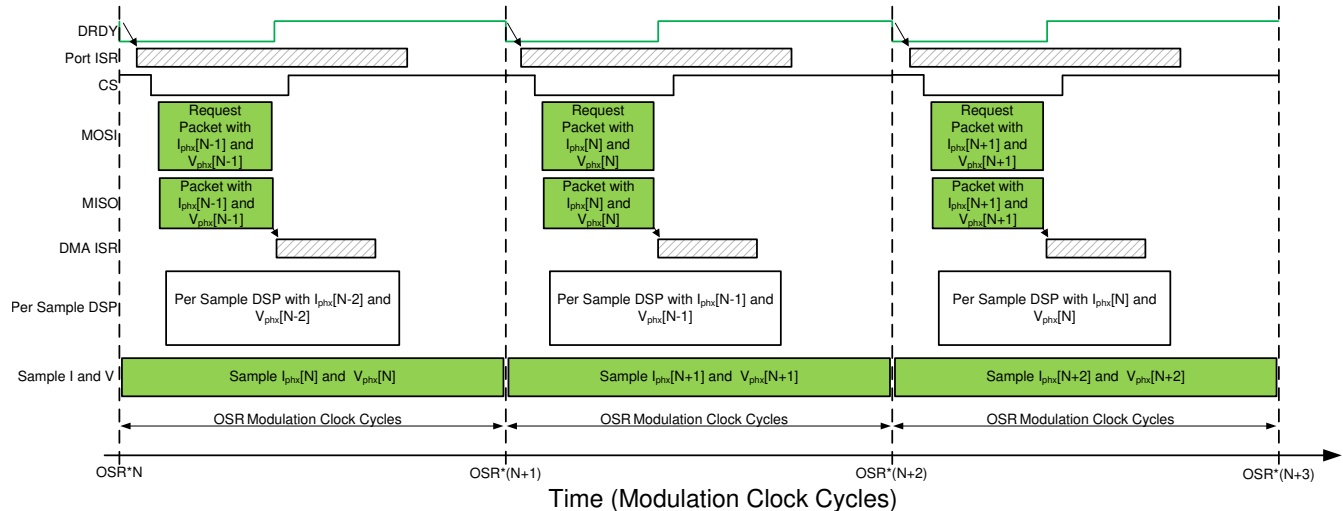 DRDY
Port ISR
CS
MOSI
Request
Packet with
Iphx[N-1] and
Vphx[N-1]
Request
Packet with
Iphx[N] and
Vphx[N]
Request
Packet with
Iphx[N+1] and
Vphx[N+1]
MISO
Packet with
Iphx[N-1] and
Vphx[N-1]
Packet with
Iphx[N] and
Vphx[N]
Packet with
Iphx[N+1] and
Vphx[N+1]
DMA ISR
Per Sample DSP
Per Sample DSP with Iphx[N-2] and
Vphx[N-2]
Per Sample DSP with Iphx[N-1] and
Vphx[N-1]
Per Sample DSP with Iphx[N] and
Vphx[N]
Sample I and V
Sample Iphx[N] and Vphx[N]
Sample Iphx[N+1] and Vphx[N+1]
Sample Iphx[N+2] and Vphx[N+2]
OSR Modulation Clock Cycles
OSR Modulation Clock Cycles
OSR Modulation Clock Cycles
OSR*N
OSR*(N+1)
OSR*(N+2)
OSR*(N+3)
Time (Modulation Clock Cycles)